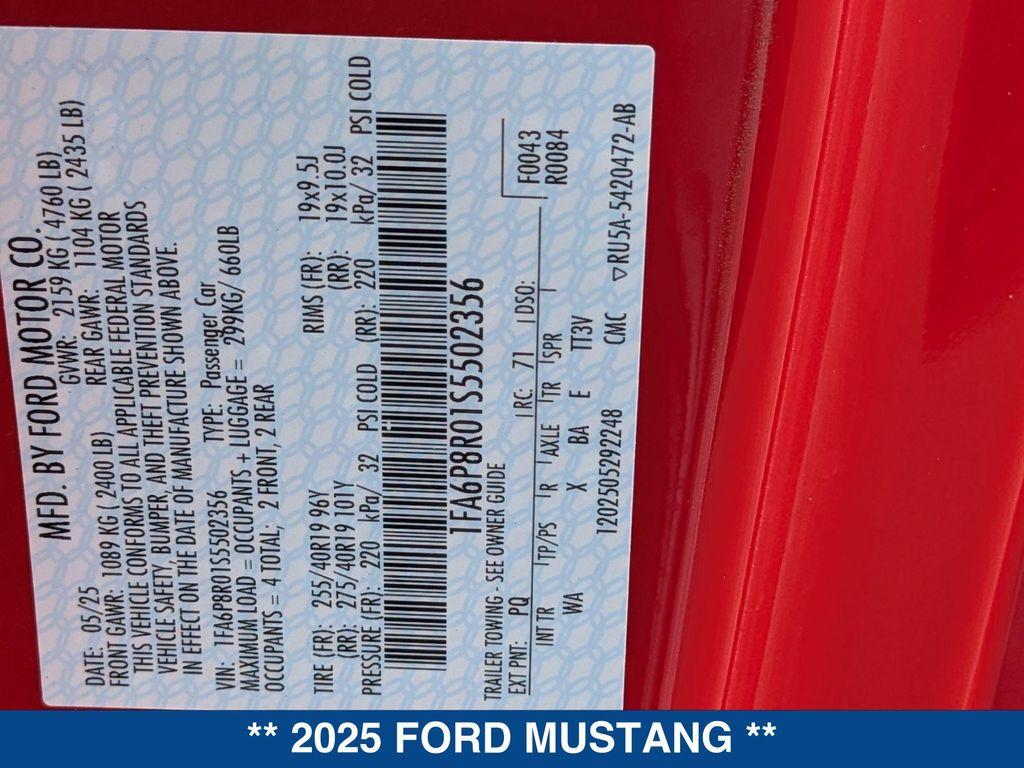 MFD. BY FORD MOTOR CO.
DATE: 05/25 GVWR: 2159 KG ( 4760 LB)
FRONT GAWR: 1089 KG ( 2400 LB) REAR GAWR: 1104 KG ( 2435 LB)
THIS VEHICLE CONFORMS TO ALL APPLICABLE FEDERAL MOTOR
VEHICLE SAFETY, BUMPER, AND THEFT PREVENTION STANDARDS
IN EFFECT ON THE DATE OF MANUFACTURE SHOWN ABOVE.
VIN: 1FA6P8R01S5502356 TYPE: Passenger Car
MAXIMUM LOAD = OCCUPANTS + LUGGAGE = 299KG/ 660LB
OCCUPANTS = 4 TOTAL; 2 FRONT, 2 REAR
TIRE (FR): 255/40R19 96Y RIMS (FR): 19x9.5J
(RR): 275/40R19 101Y (RR): 19x10.0J
PRESSURE (FR): 220 kPa/ 32 PSI COLD (RR): 220 kPa/ 32 PSI COLD
1FA6P8R01S5502356
TRAILER TOWING - SEE OWNER GUIDE F0043
EXT PNT: PQ RC: 71 DSO: R0084
INT TR TP/PS R AXLE TR SPR
WA X BA E TT3V
120250529224​8 CMC ▽RU5A-5420472-AB
** 2025 FORD MUSTANG **